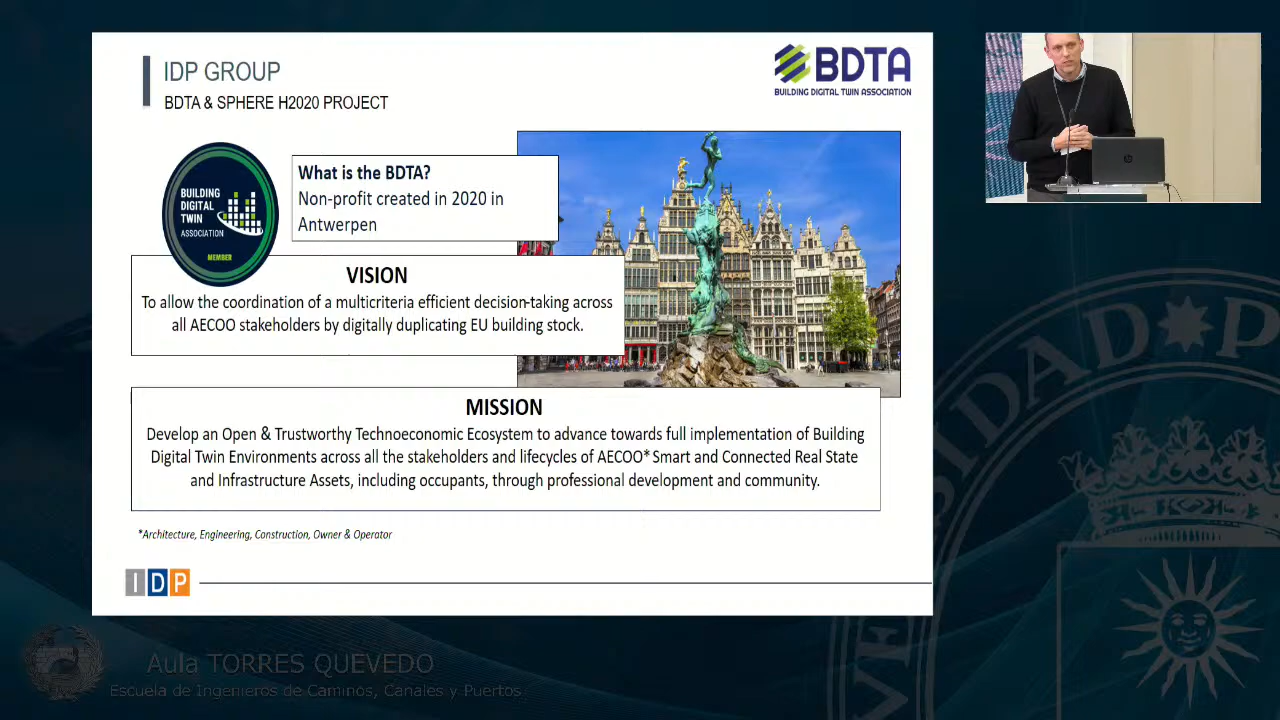 IDP GROUP
BDTA & SPHERE H2020 PROJECT
BDTA
BUILDING DIGITAL TWIN ASSOCIATION
BUILDING
DIGITAL
TWIN
ASSOCIATION
MEMBER
What is the BDTA?
Non-profit created in 2020 in
Antwerpen
VISION
To allow the coordination of a multicriteria efficient decision-taking across
all AECOO stakeholders by digitally duplicating EU building stock.
MISSION
Develop an Open & Trustworthy Technoeconomic Ecosystem to advance towards full implementation of Building
Digital Twin Environments across all the stakeholders and lifecycles of AECOO* Smart and Connected Real State
and Infrastructure Assets, including occupants, through professional development and community.
*Architecture, Engineering, Construction, Owner & Operator
IDP
Aula TORRES QUEVEDO
Escuela de Ingenieros de Caminos, Canales y Puertos
VERSIDAD P